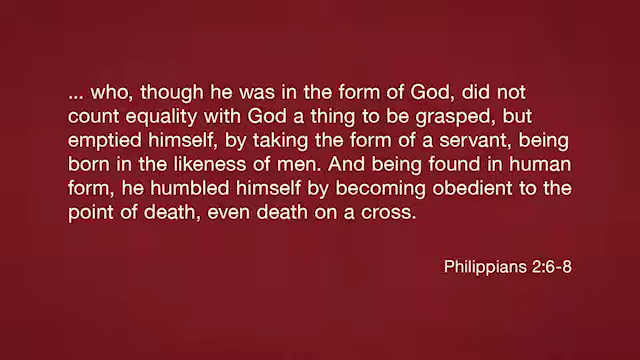 ... who, though he was in the form of God, did not
count equality with God a thing to be grasped, but
emptied himself, by taking the form of a servant, being
born in the likeness of men. And being found in human
form, he humbled himself by becoming obedient to the
point of death, even death on a cross.
Philippians 2:6-8